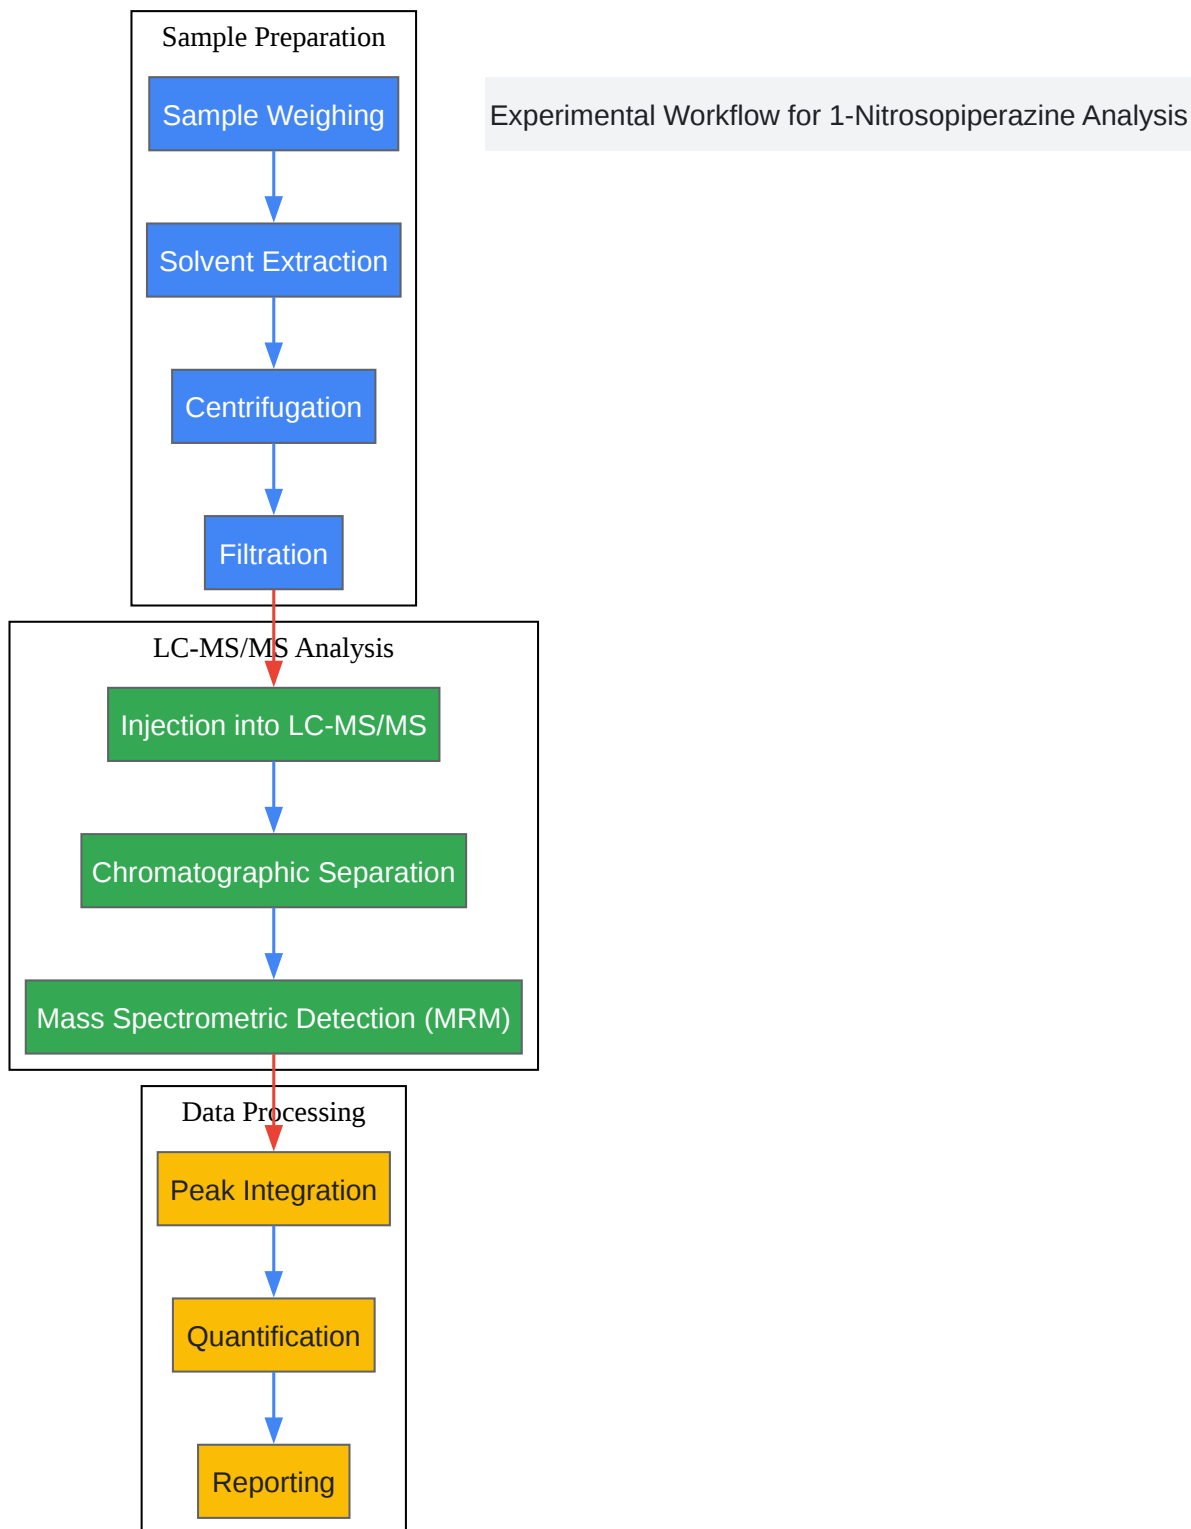 Sample Preparation
Sample Weighing
Experimental Workflow for 1-Nitrosopiperazine Analysis
Solvent Extraction
Centrifugation
Filtration
LC-MS/MS Analysis
Injection into LC-MS/MS
Chromatographic Separation
Mass Spectrometric Detection (MRM)
Data Processing
Peak Integration
Quantification
Reporting